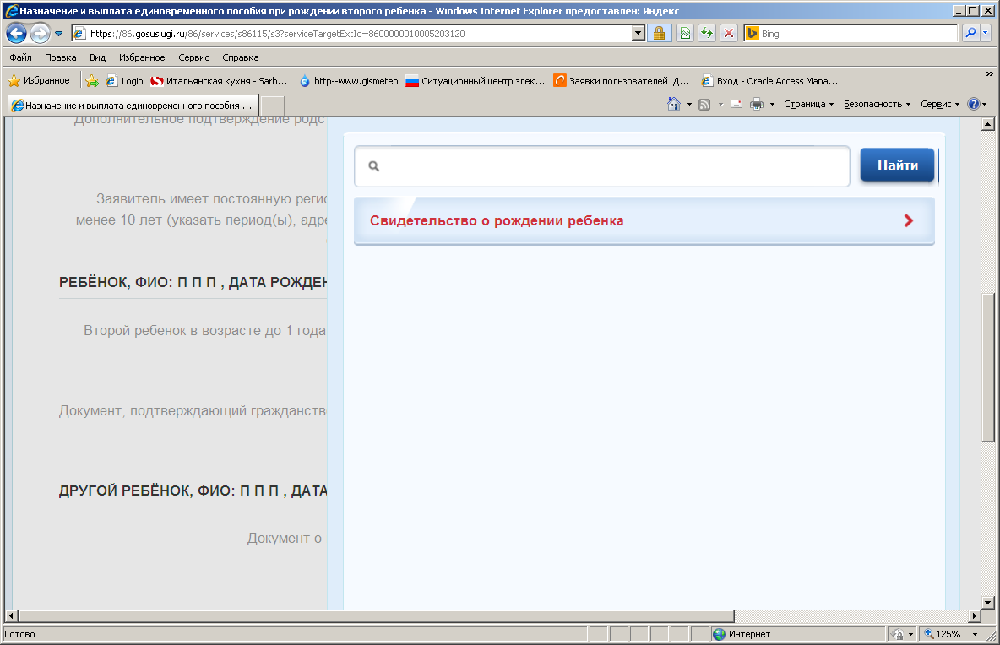 Назначение и выплата единовременного пособия при рождении второго ребенка - Windows Internet Explorer предоставлен: Яндекс
https://86.gosuslugi.ru/86/services/s86115/s3?serviceTargetExtId=8600000010005203120
Bing
Файл Правка Вид Избранное Сервис Справка
Избранное Login Итальянская кухня - Sarb... http--www.gismeteo Ситуационный центр элек... Заявки пользователей Д... Вход - Oracle Access Mana... »
Назначение и выплата единовременного пособия ... Страница Безопасность Сервис
Дополнительное подтверждение родс
Найти
Заявитель имеет постоянную регис
менее 10 лет (указать период(ы), адре
Свидетельство о рождении ребенка
РЕБЁНОК, ФИО: П П П , ДАТА РОЖДЕН
Второй ребенок в возрасте до 1 года
Документ, подтверждающий гражданств
ДРУГОЙ РЕБЁНОК, ФИО: П П П , ДАТА
Документ о
Готово Интернет 125%